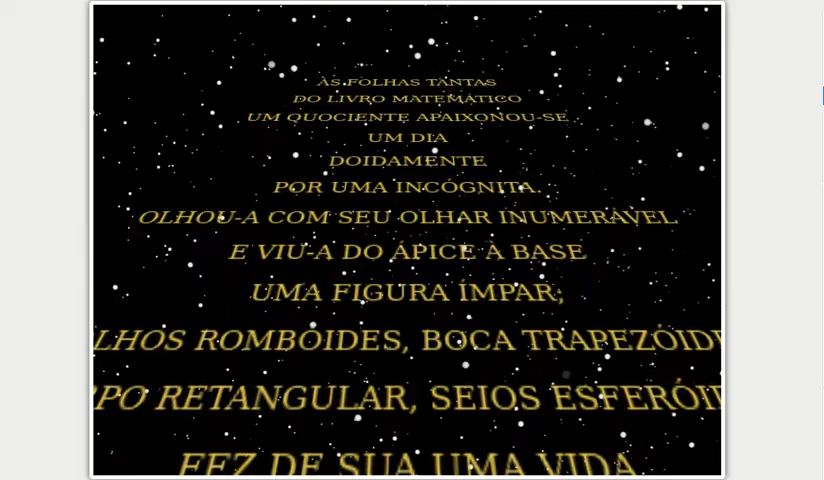 ÀS FOLHAS TANTAS
DO LIVRO MATEMÁTICO
UM QUOCIENTE APAIXONOU-SE
UM DIA
DOIDAMENTE
POR UMA INCÓGNITA.
OLHOU-A COM SEU OLHAR INUMERÁVEL
E VIU-A DO ÁPICE À BASE
UMA FIGURA ÍMPAR;
LHOS ROMBÓIDES, BOCA TRAPEZÓID
PO RETANGULAR, SEIOS ESFERÓI
FEZ DE SUA UMA VIDA